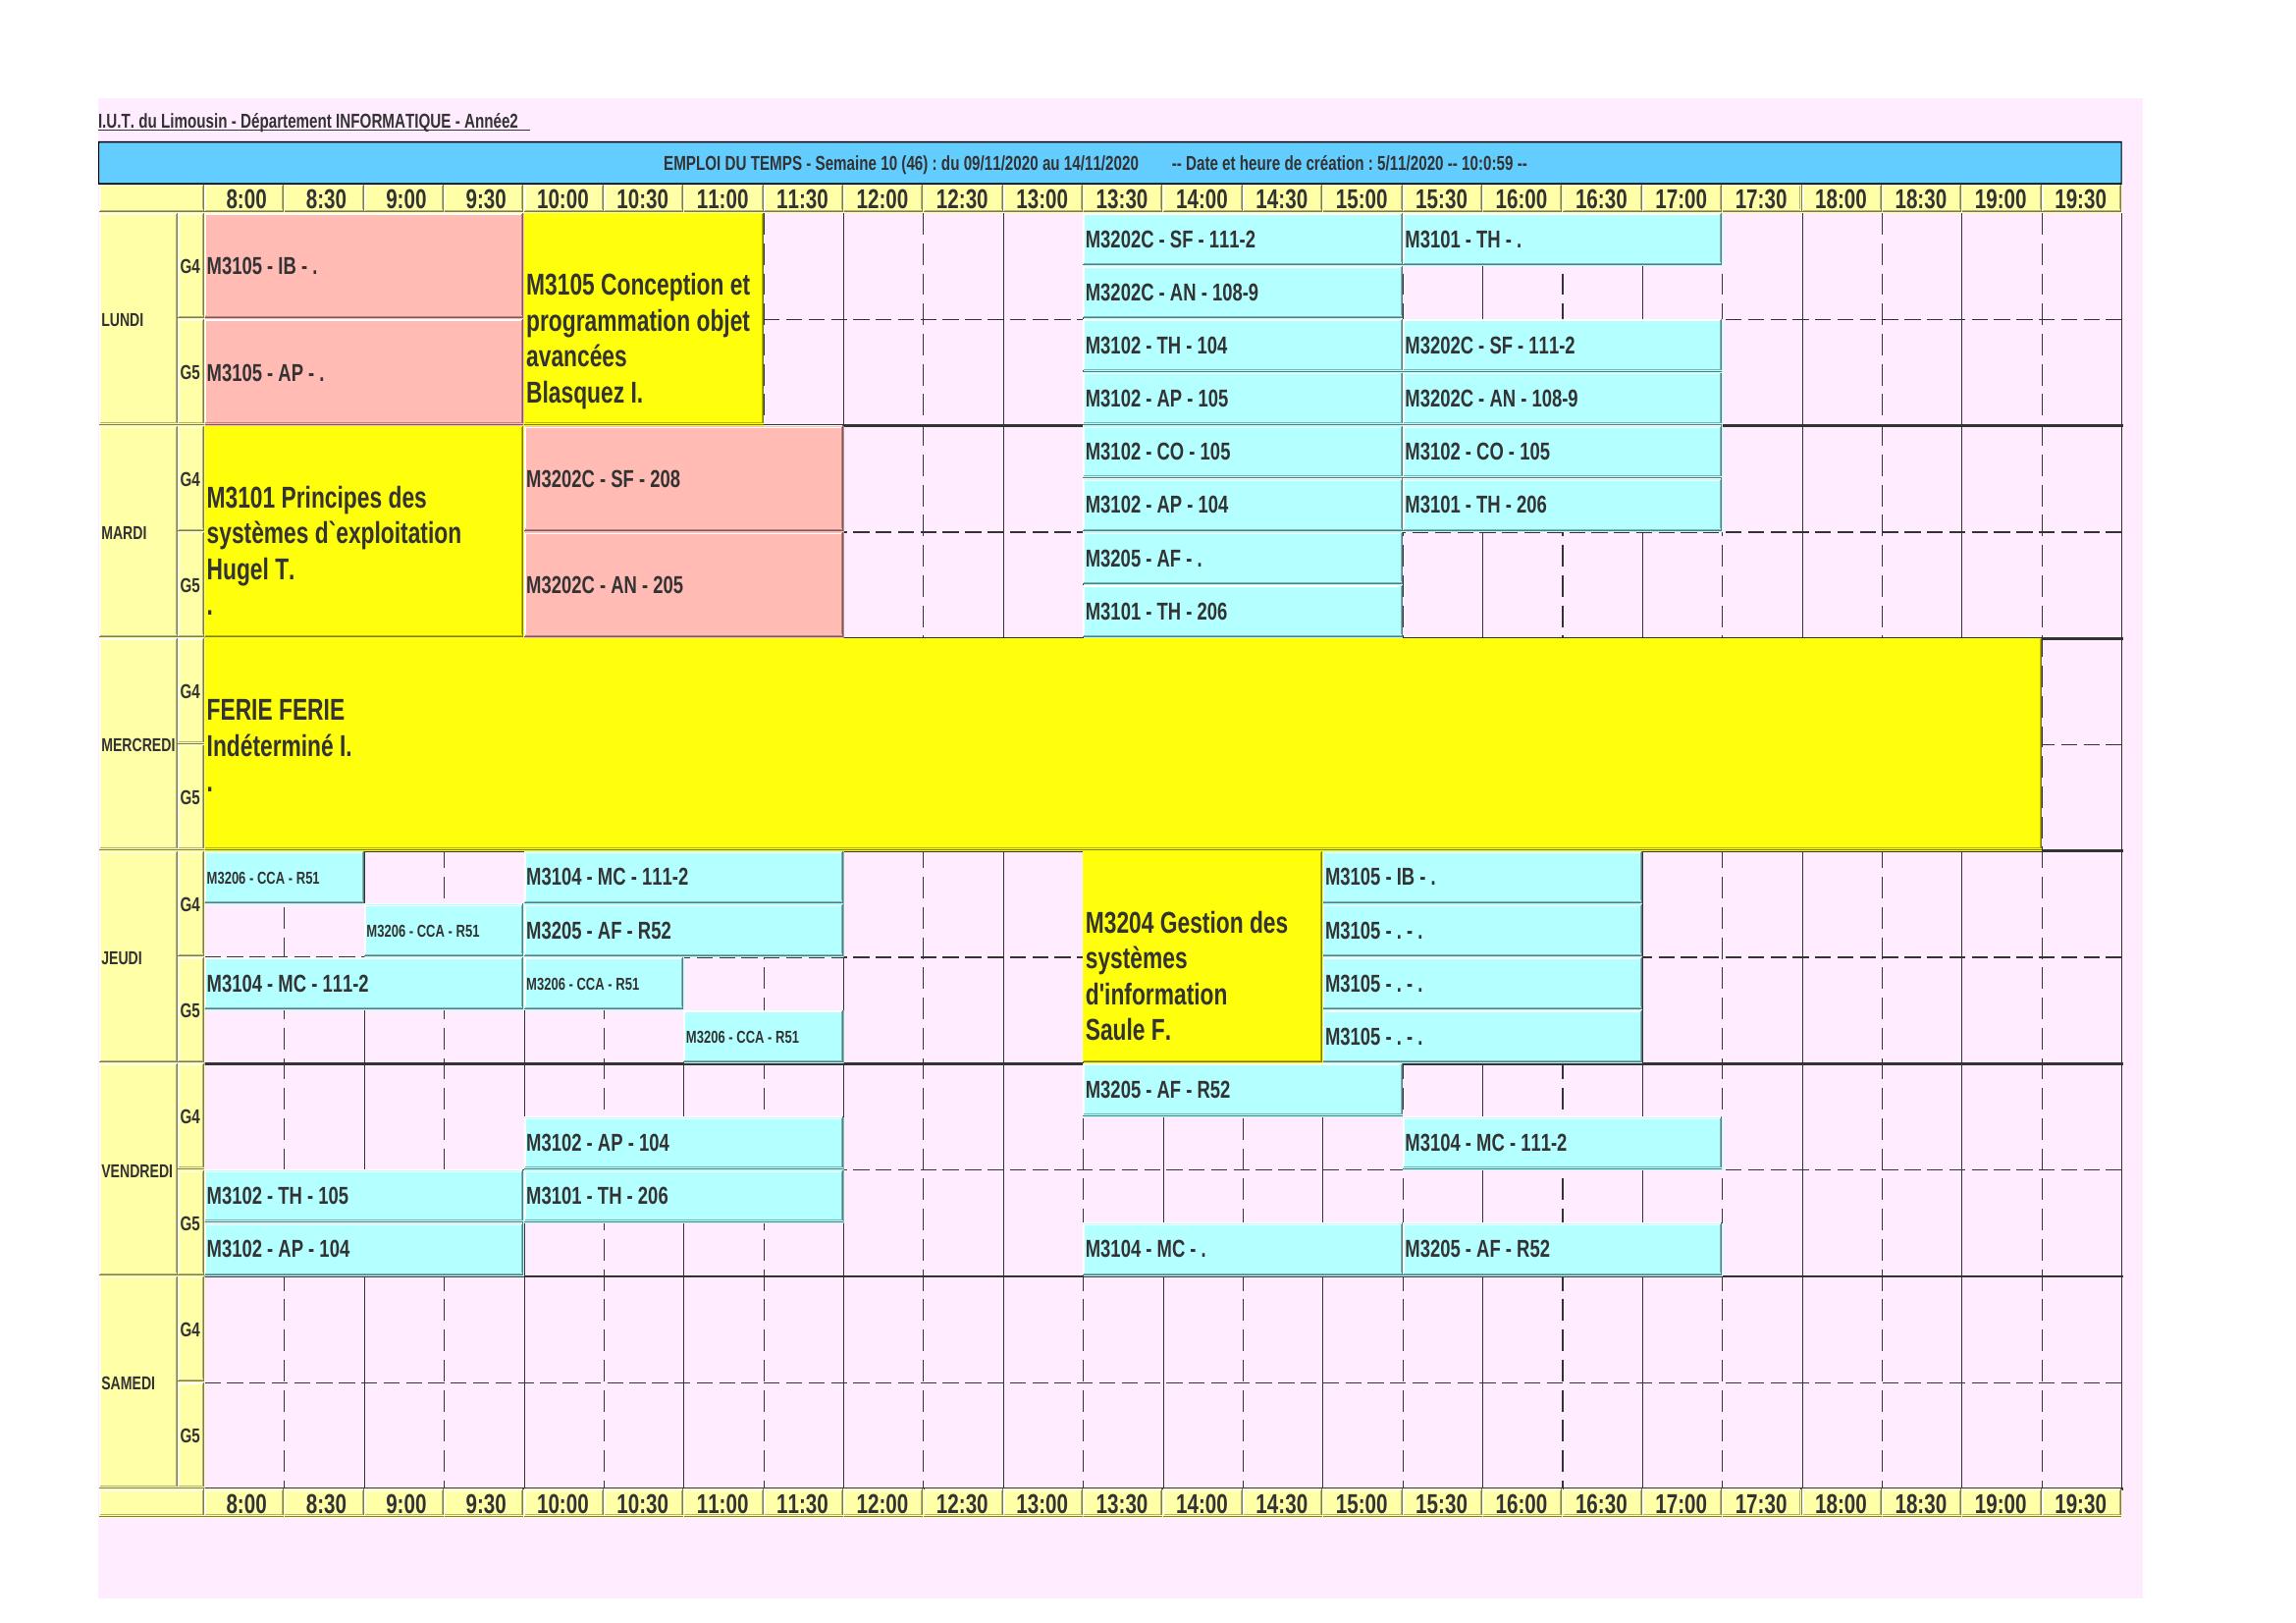 I.U.T. du Limousin - Département INFORMATIQUE - Année2
EMPLOI DU TEMPS - Semaine 10 (46) : du 09/11/2020 au 14/11/2020 -- Date et heure de création : 5/11/2020 -- 10:0:59 --
8:00 8:30 9:00 9:30 10:00 10:30 11:00 11:30 12:00 12:30 13:00 13:30 14:00 14:30 15:00 15:30 16:00 16:30 17:00 17:30 18:00 18:30 19:00 19:30
LUNDI
G4
M3105 - IB - .
G5
M3105 - AP - .
M3105 Conception et
programmation objet
avancées
Blasquez I.
M3202C - SF - 111-2
M3101 - TH - .
M3202C - AN - 108-9
M3102 - TH - 104
M3202C - SF - 111-2
M3102 - AP - 105
M3202C - AN - 108-9
MARDI
G4
G5
M3101 Principes des
systèmes d`exploitation
Hugel T.
.
M3202C - SF - 208
M3202C - AN - 205
M3102 - CO - 105
M3102 - CO - 105
M3102 - AP - 104
M3101 - TH - 206
M3205 - AF - .
M3101 - TH - 206
MERCREDI
G4
G5
FERIE FERIE
Indéterminé I.
.
JEUDI
G4
M3206 - CCA - R51
M3104 - MC - 111-2
M3206 - CCA - R51
M3205 - AF - R52
G5
M3104 - MC - 111-2
M3206 - CCA - R51
M3206 - CCA - R51
M3204 Gestion des
systèmes
d'information
Saule F.
M3105 - IB - .
M3105 - . - .
M3105 - . - .
M3105 - . - .
VENDREDI
G4
M3205 - AF - R52
M3102 - AP - 104
M3104 - MC - 111-2
G5
M3102 - TH - 105
M3101 - TH - 206
M3102 - AP - 104
M3104 - MC - .
M3205 - AF - R52
SAMEDI
G4
G5
8:00 8:30 9:00 9:30 10:00 10:30 11:00 11:30 12:00 12:30 13:00 13:30 14:00 14:30 15:00 15:30 16:00 16:30 17:00 17:30 18:00 18:30 19:00 19:30